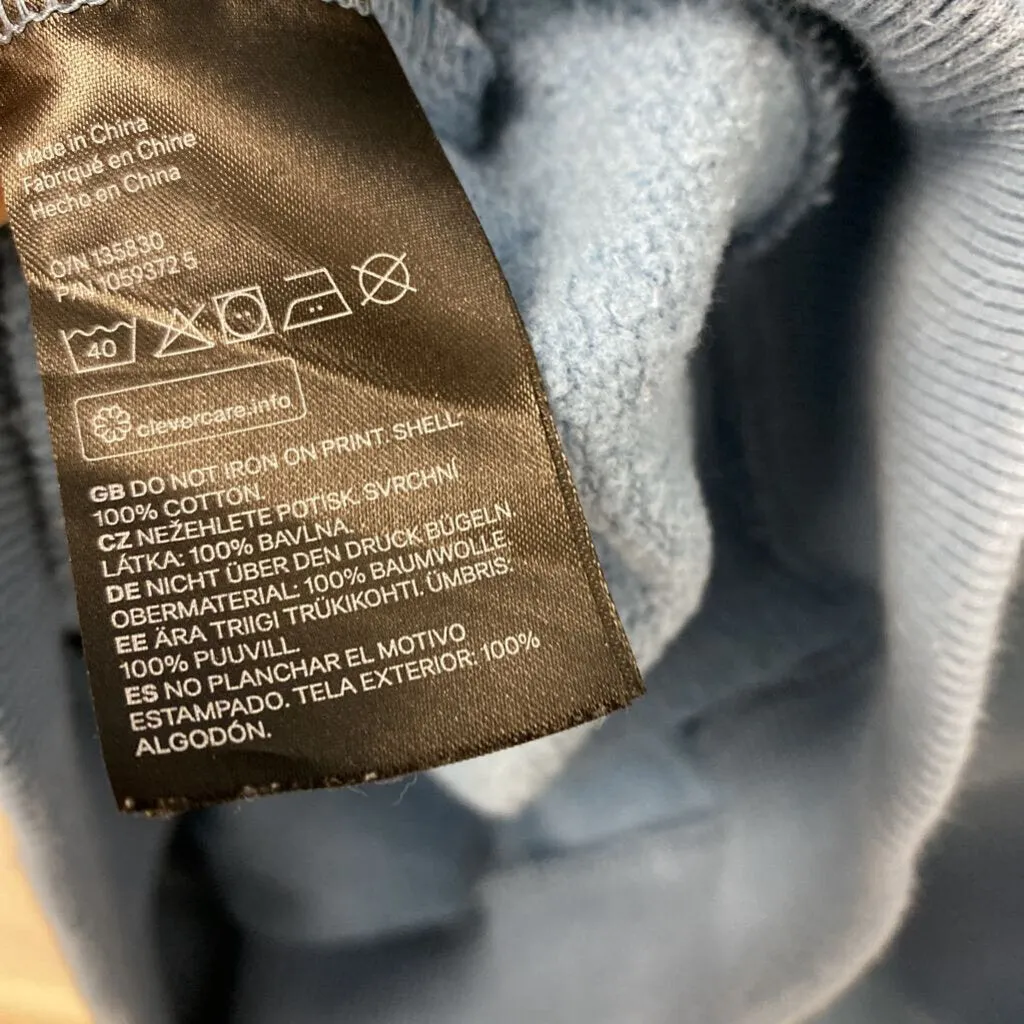 Made in China
Fabriqué en Chine
Hecho en China
O/N 135830
P/N 1059372 5
40
clevercare.info
GB DO NOT IRON ON PRINT. SHELL
100% COTTON.
CZ NEŽEHLETE POTISK. SVRCHNÍ
LÁTKA: 100% BAVLNA.
DE NICHT ÜBER DEN DRUCK BÜGELN
OBERMATERIAL: 100% BAUMWOLLE
EE ÄRA TRIIGI TRÜKIKOHTI. ÜMBRIS:
100% PUUVILL.
ES NO PLANCHAR EL MOTIVO
ESTAMPADO. TELA EXTERIOR: 100%
ALGODÓN.